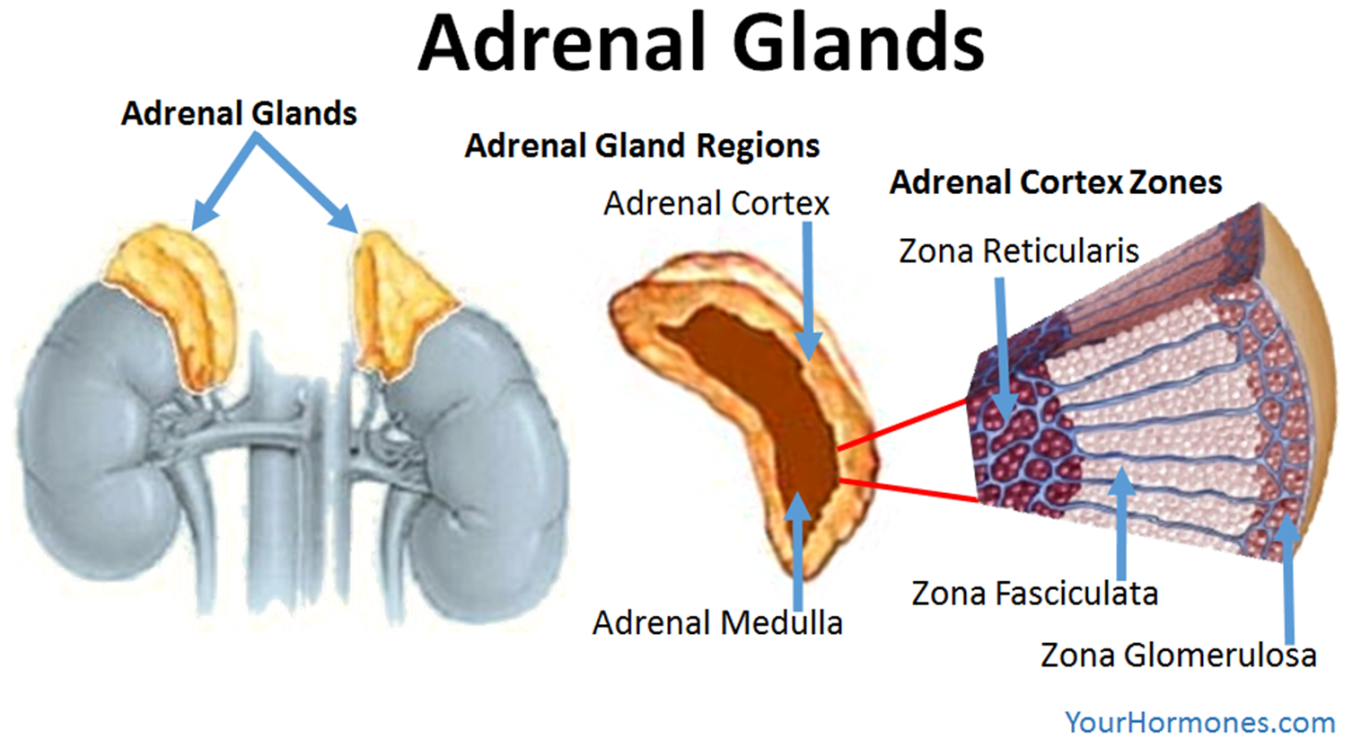 Adrenal Glands
Adrenal Glands
Adrenal Gland Regions
Adrenal Cortex
Adrenal Medulla
Adrenal Cortex Zones
Zona Reticularis
Zona Fasciculata
Zona Glomerulosa
YourHormones.com